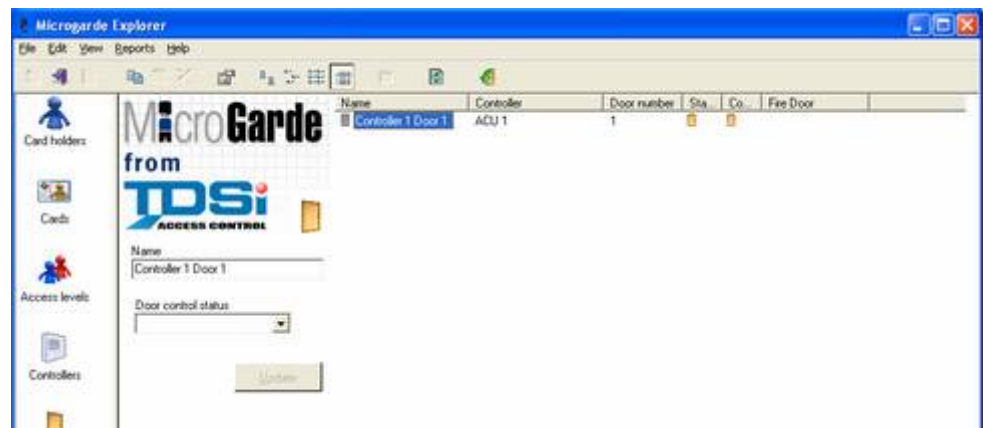 Microgarde Explorer
File Edit View Reports Help
Card holders
Cards
Access levels
Controllers
MicroGarde
from
TDSi
ACCESS CONTROL
Name
Controller 1 Door 1
Door control status
Update
Name Controller Door number Sta... Co... Fire Door
Controller 1 Door 1 ACU 1 1